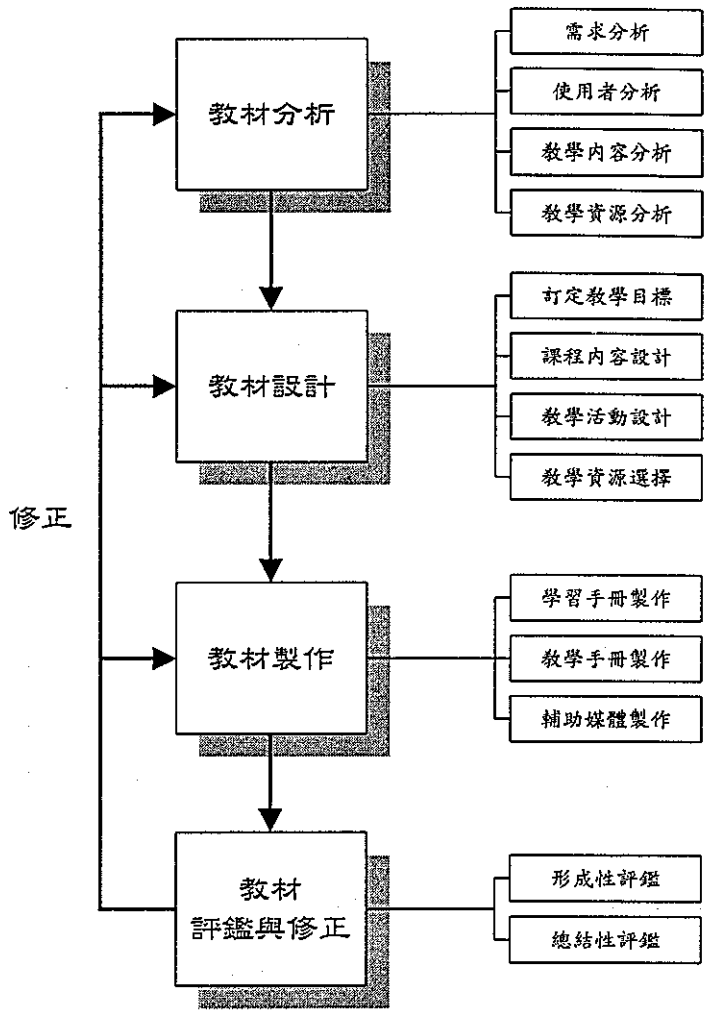 需求分析
使用者分析
教材分析
教學內容分析
教學資源分析
訂定教學目標
課程內容設計
教材設計
教學活動設計
教學資源選擇
修正
學習手冊製作
教材製作
教學手冊製作
輔助媒體製作
教材
評鑑與修正
形成性評鑑
總結性評鑑